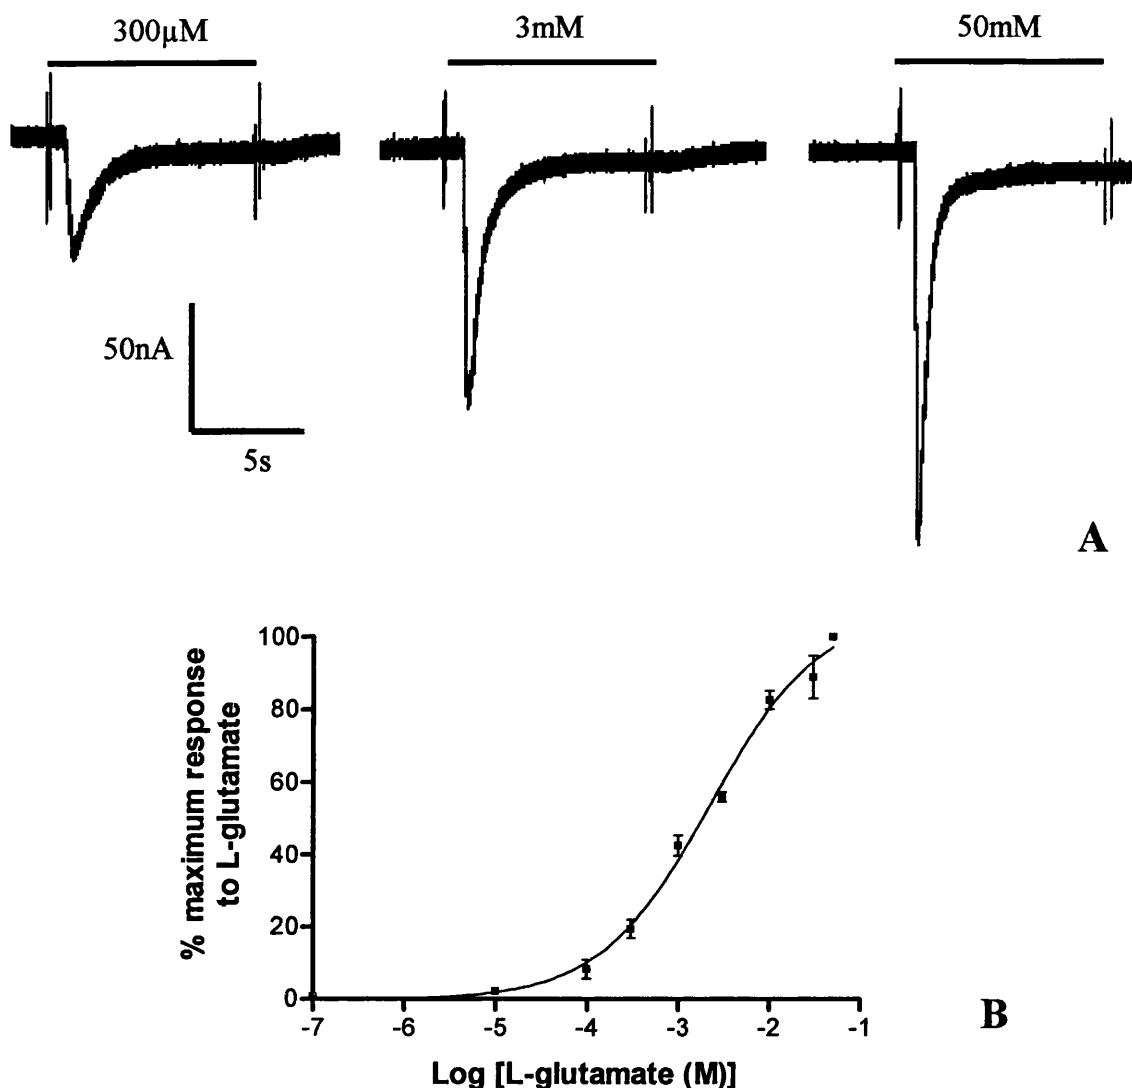 300µM 3mM 50mM
50nA
5s
A
100
80
60
40
20
0
% maximum response
to L-glutamate
-7 -6 -5 -4 -3 -2 -1
B
Log [L-glutamate (M)]